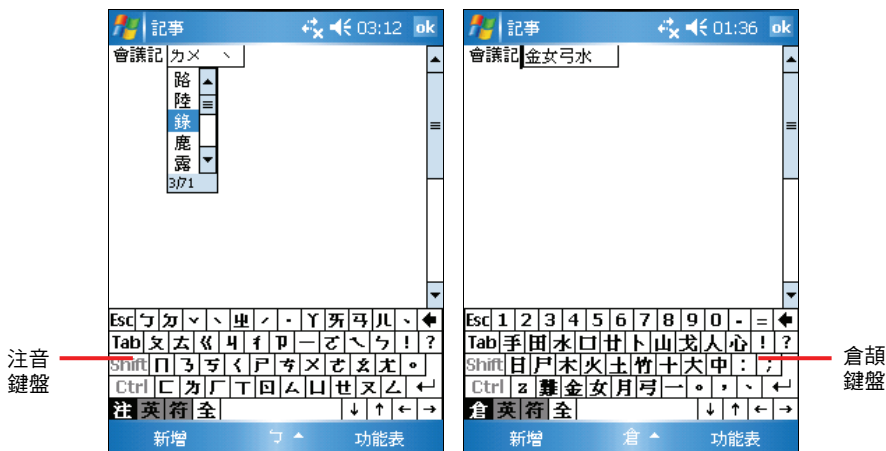 記事 03:12 ok
會議記 ㄌㄨ ˋ
路
陸
錄
鹿
露
3/71
Esc ㄅ ㄉ ˇ ˋ ㄓ ˊ ˙ ㄚ ㄞ ㄢ ㄦ 、
Tab ㄆ ㄊ ㄍ ㄐ ㄔ ㄗ ㄧ ㄛ ㄟ ㄣ ! ?
Shift ㄇ ㄋ ㄎ ㄑ ㄕ ㄘ ㄨ ㄜ ㄠ ㄤ 。
Ctrl ㄈ ㄌ ㄏ ㄒ ㄖ ㄙ ㄩ ㄝ ㄡ ㄥ
注 英 符 全 ↓ ↑ ← →
新增 ㄅ 功能表
注音
鍵盤
記事 01:36 ok
會議記 金女弓水
Esc 1 2 3 4 5 6 7 8 9 0 - =
Tab 手 田 水 口 廿 卜 山 戈 人 心 ! ?
Shift 日 尸 木 火 土 竹 十 大 中 : ;
Ctrl z 難 金 女 月 弓 一 。 , 、
倉 英 符 全 ↓ ↑ ← →
新增 倉 功能表
倉頡
鍵盤